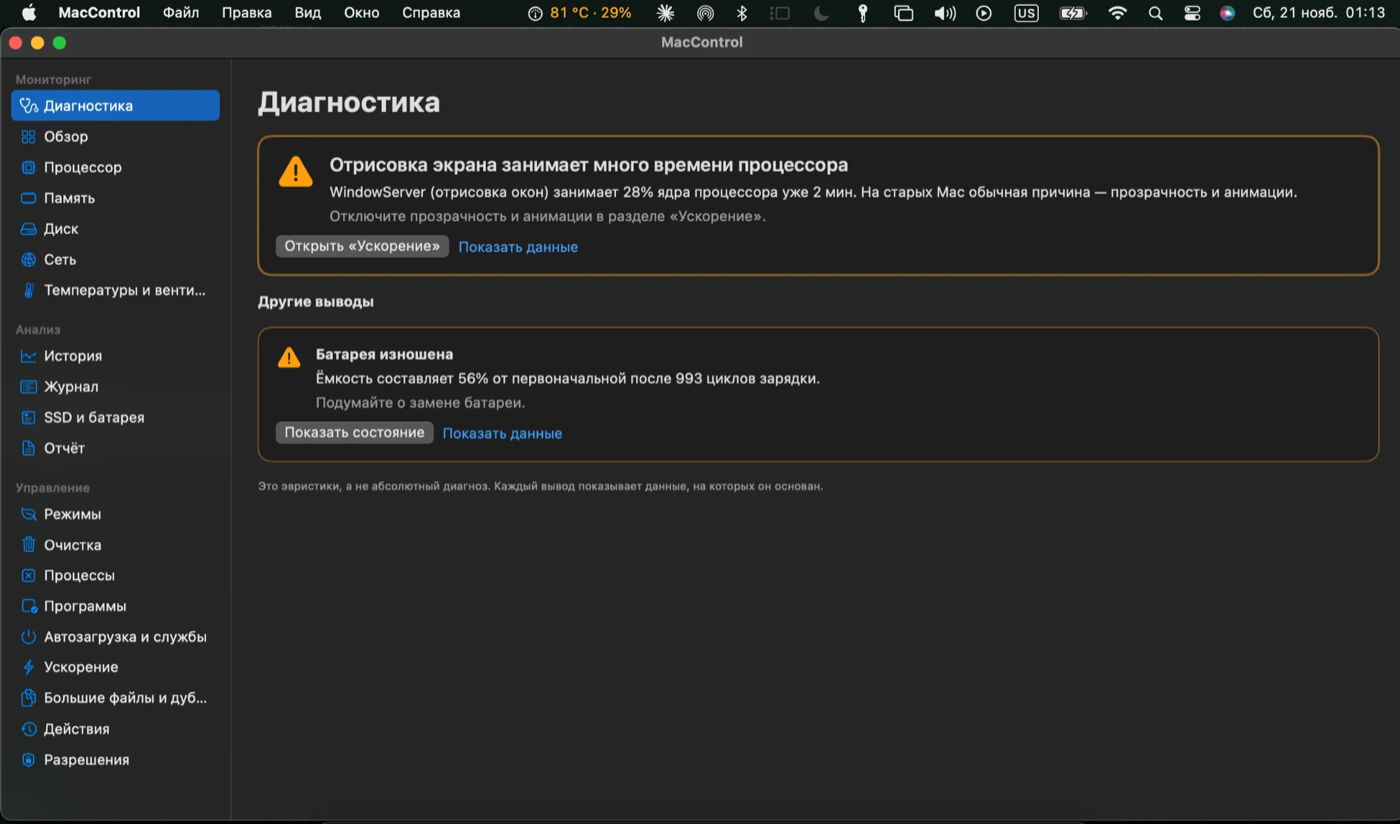 MacControl Файл Правка Вид Окно Справка 81 °C · 29% US Сб, 21 нояб. 01:13
MacControl
Мониторинг
Диагностика
Обзор
Процессор
Память
Диск
Сеть
Температуры и венти...
Анализ
История
Журнал
SSD и батарея
Отчёт
Управление
Режимы
Очистка
Процессы
Программы
Автозагрузка и службы
Ускорение
Большие файлы и дуб...
Действия
Разрешения
Диагностика
Отрисовка экрана занимает много времени процессора
WindowServer (отрисовка окон) занимает 28% ядра процессора уже 2 мин. На старых Mac обычная причина — прозрачность и анимации.
Отключите прозрачность и анимации в разделе «Ускорение».
Открыть «Ускорение» Показать данные
Другие выводы
Батарея изношена
Ёмкость составляет 56% от первоначальной после 993 циклов зарядки.
Подумайте о замене батареи.
Показать состояние Показать данные
Это эвристики, а не абсолютный диагноз. Каждый вывод показывает данные, на которых он основан.